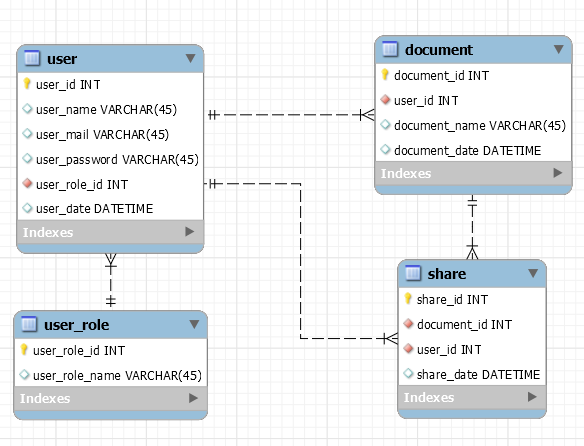 user
user_id INT
user_name VARCHAR(45)
user_mail VARCHAR(45)
user_password VARCHAR(45)
user_role_id INT
user_date DATETIME
Indexes
document
document_id INT
user_id INT
document_name VARCHAR(45)
document_date DATETIME
Indexes
user_role
user_role_id INT
user_role_name VARCHAR(45)
Indexes
share
share_id INT
document_id INT
user_id INT
share_date DATETIME
Indexes